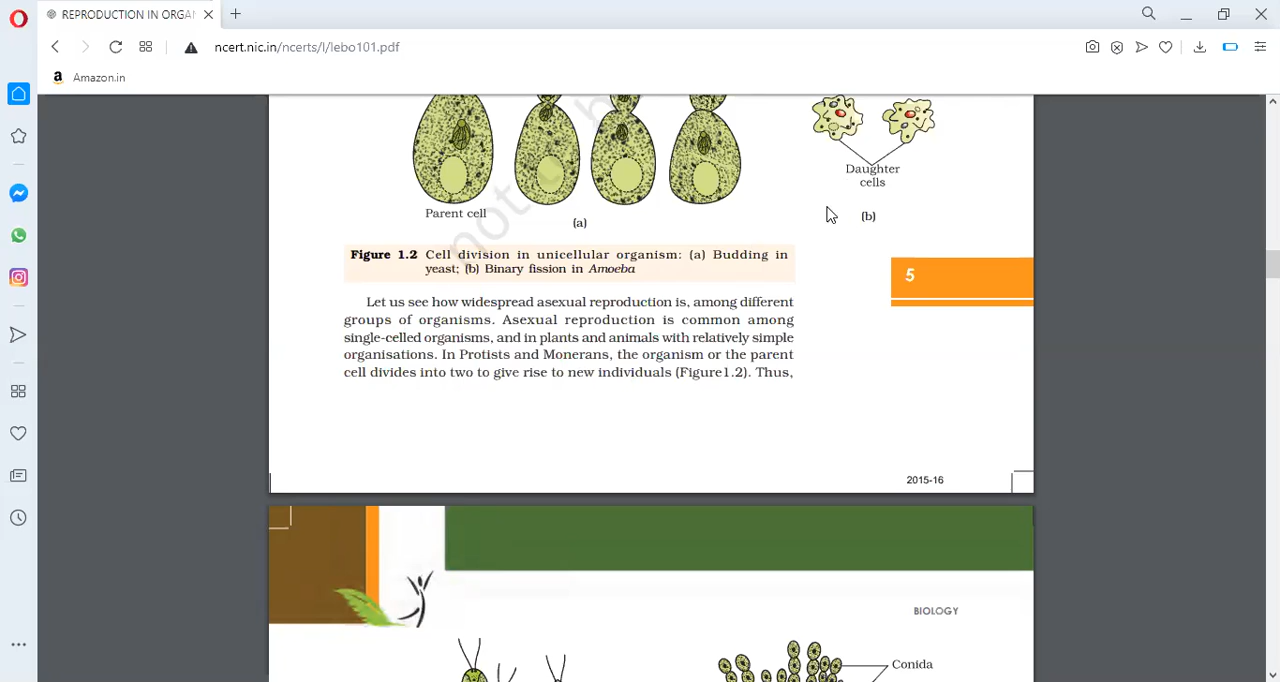 REPRODUCTION IN ORGA
ncert.nic.in/ncerts/l/lebo101.pdf
a Amazon.in
Daughter
cells
Parent cell
(a)
(b)
not
Figure 1.2 Cell division in unicellular organism: (a) Budding in
yeast; (b) Binary fission in Amoeba
5
Let us see how widespread asexual reproduction is, among different
groups of organisms. Asexual reproduction is common among
single-celled organisms, and in plants and animals with relatively simple
organisations. In Protists and Monerans, the organism or the parent
cell divides into two to give rise to new individuals (Figure1.2). Thus,
2015-16
BIOLOGY
Conida